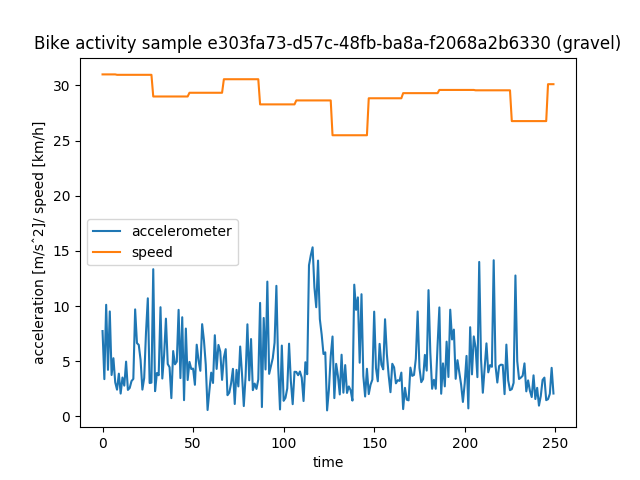 Bike activity sample e303fa73-d57c-48fb-ba8a-f2068a2b6330 (gravel)
acceleration [m/s^2]/ speed [km/h]
30
25
20
15
10
5
0
accelerometer
speed
0
50
100
150
200
250
time